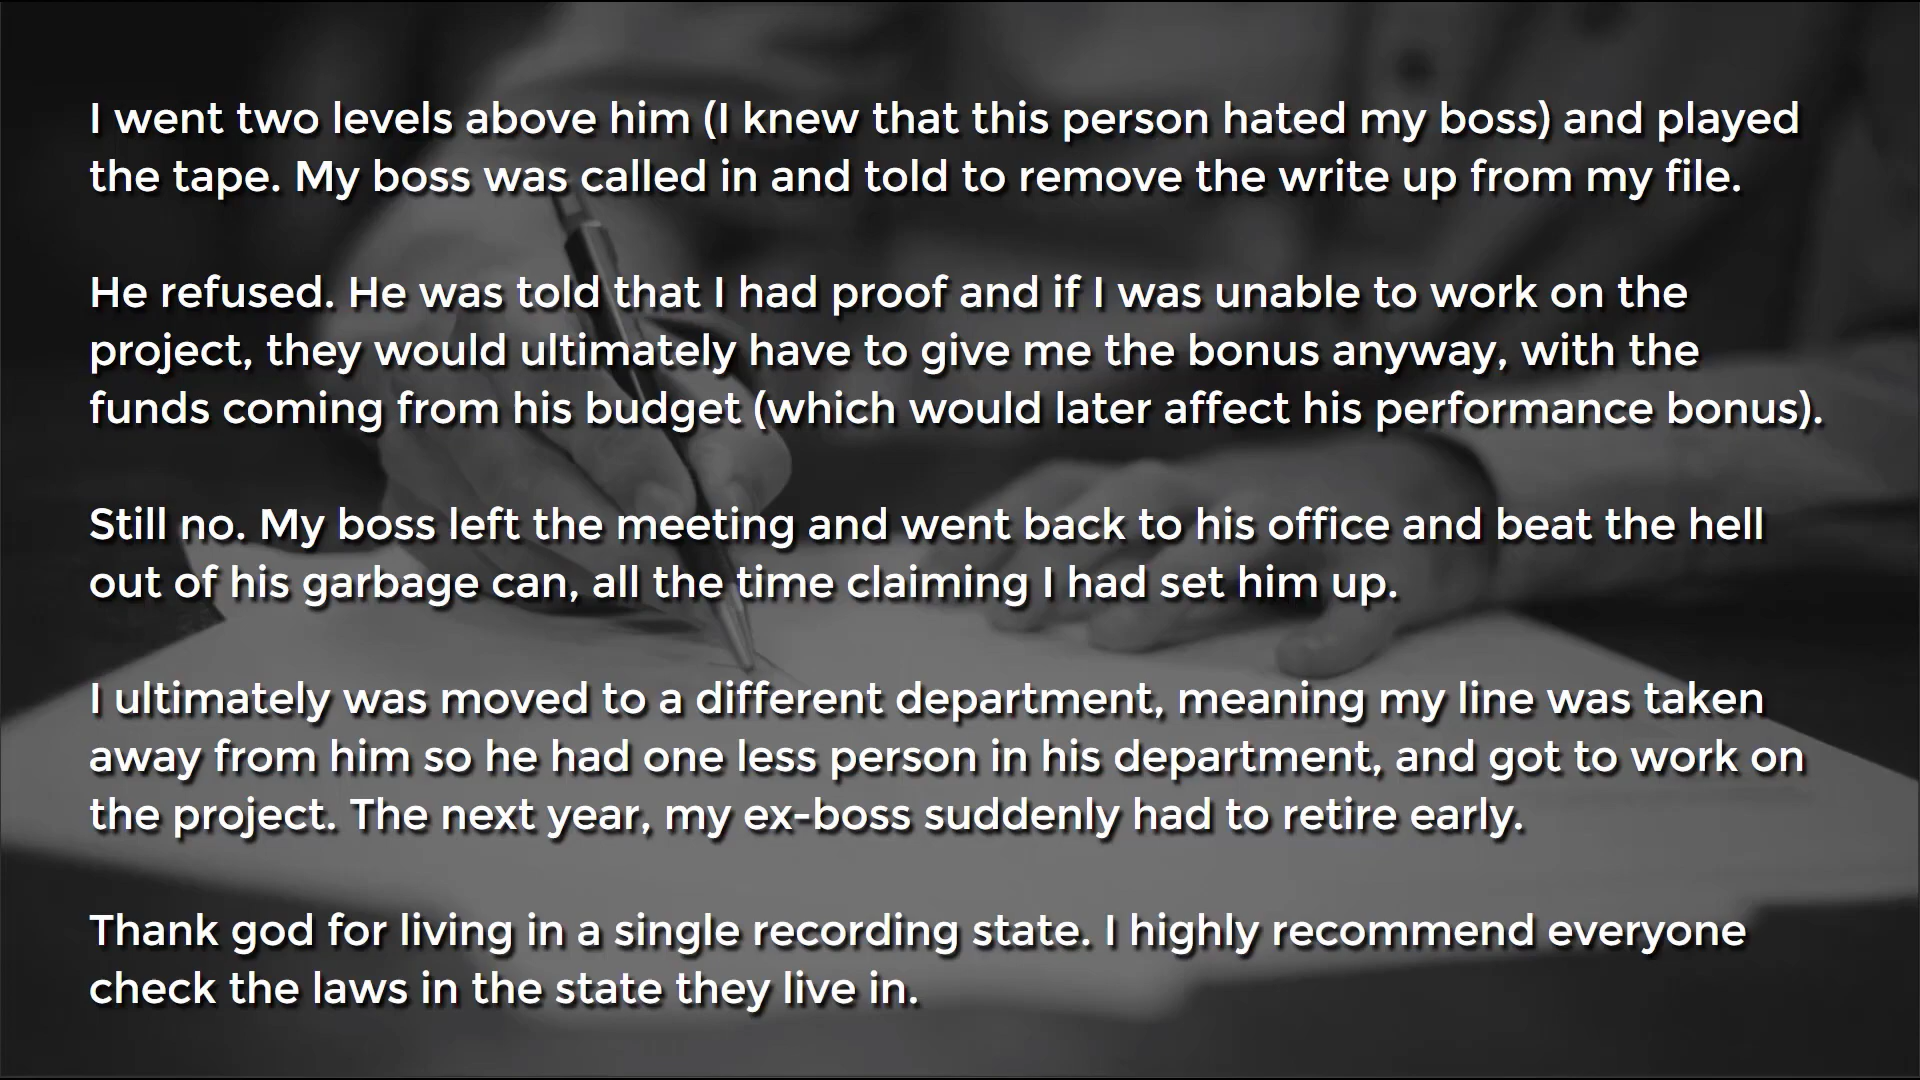 I went two levels above him (I knew that this person hated my boss) and played
the tape. My boss was called in and told to remove the write up from my file.
He refused. He was told that I had proof and if I was unable to work on the
project, they would ultimately have to give me the bonus anyway, with the
funds coming from his budget (which would later affect his performance bonus).
Still no. My boss left the meeting and went back to his office and beat the hell
out of his garbage can, all the time claiming I had set him up.
I ultimately was moved to a different department, meaning my line was taken
away from him so he had one less person in his department, and got to work on
the project. The next year, my ex-boss suddenly had to retire early.
Thank god for living in a single recording state. I highly recommend everyone
check the laws in the state they live in.